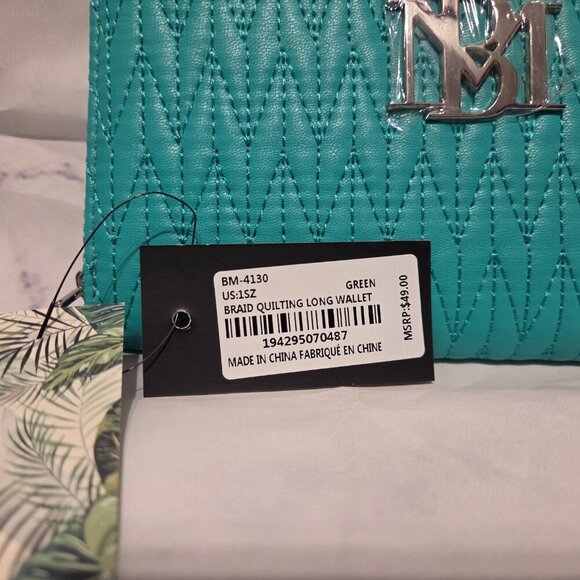 BM
BM-4130 GREEN
US:1SZ
BRAID QUILTING LONG WALLET
194295070487
MADE IN CHINA FABRIQUÉ EN CHINE
MSRP:$49.00